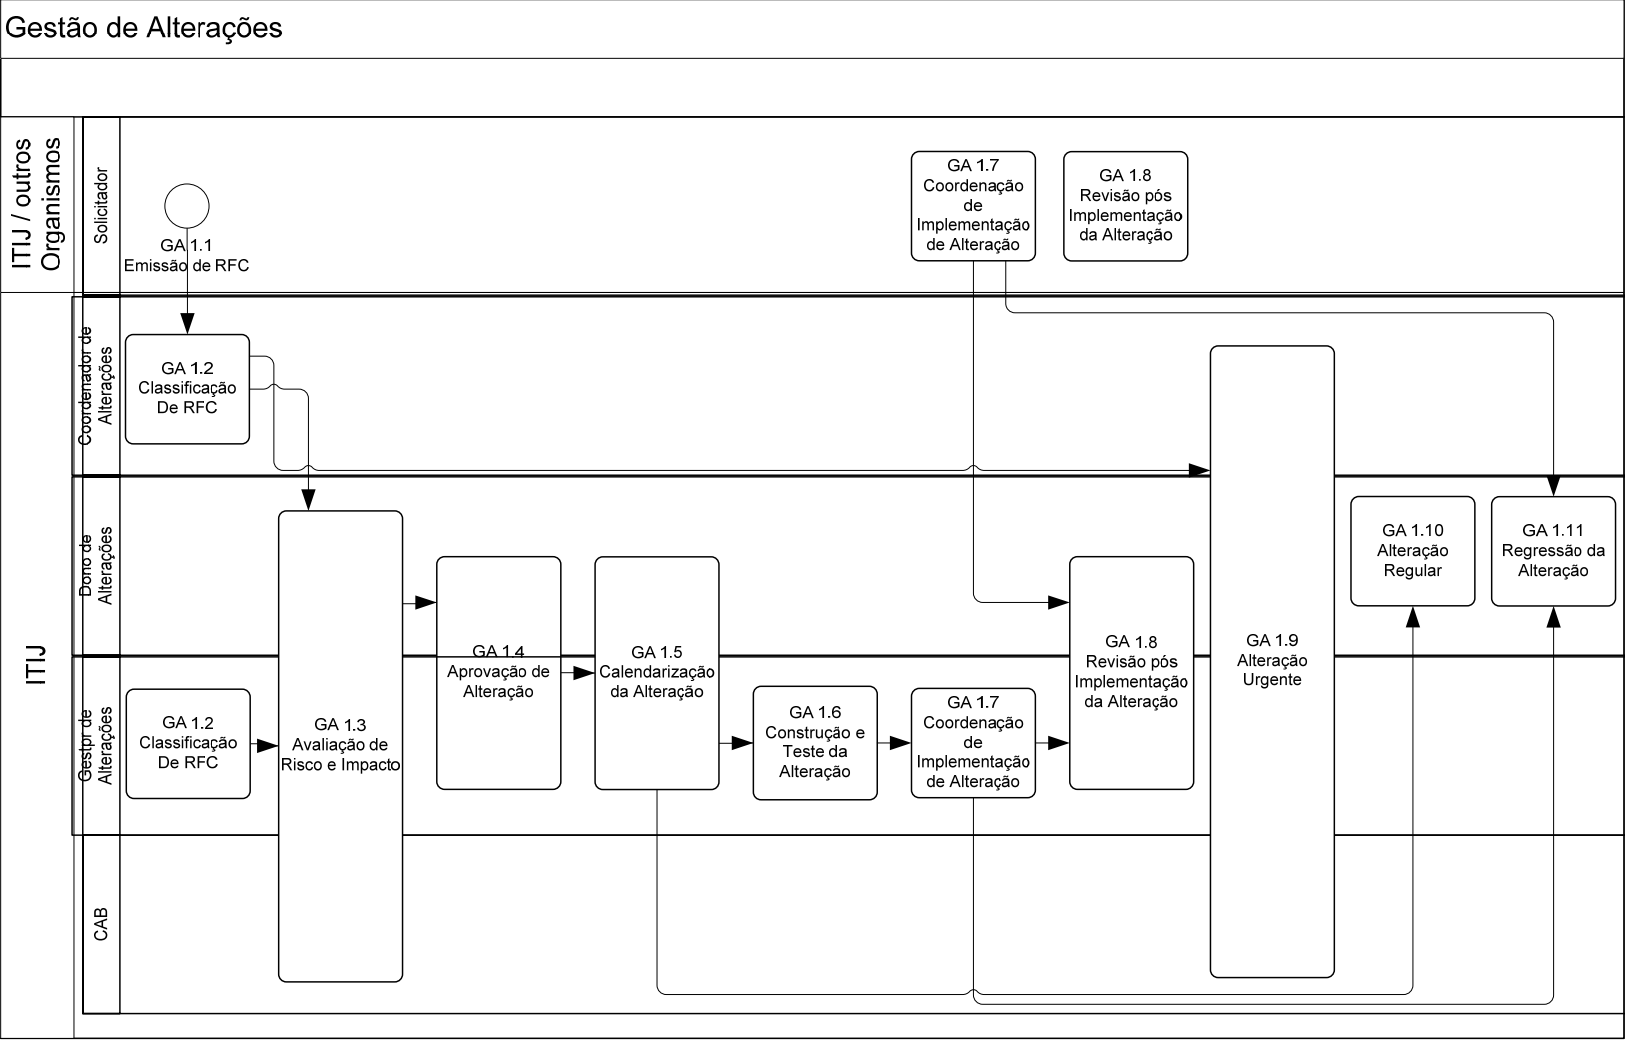 Gestão de Alterações
ITIJ / outros
Organismos
Solicitador
GA 1.1
Emissão de RFC
GA 1.7
Coordenação
de
Implementação
de Alteração
GA 1.8
Revisão pós
Implementação
da Alteração
ITIJ
Coordenador de
Alterações
GA 1.2
Classificação
De RFC
Dono de
Alterações
GA 1.10
Alteração
Regular
GA 1.11
Regressão da
Alteração
Gestpr de
Alterações
GA 1.2
Classificação
De RFC
GA 1.3
Avaliação de
Risco e Impacto
GA 1.4
Aprovação de
Alteração
GA 1.5
Calendarização
da Alteração
GA 1.6
Construção e
Teste da
Alteração
GA 1.7
Coordenação
de
Implementação
de Alteração
GA 1.8
Revisão pós
Implementação
da Alteração
GA 1.9
Alteração
Urgente
CAB